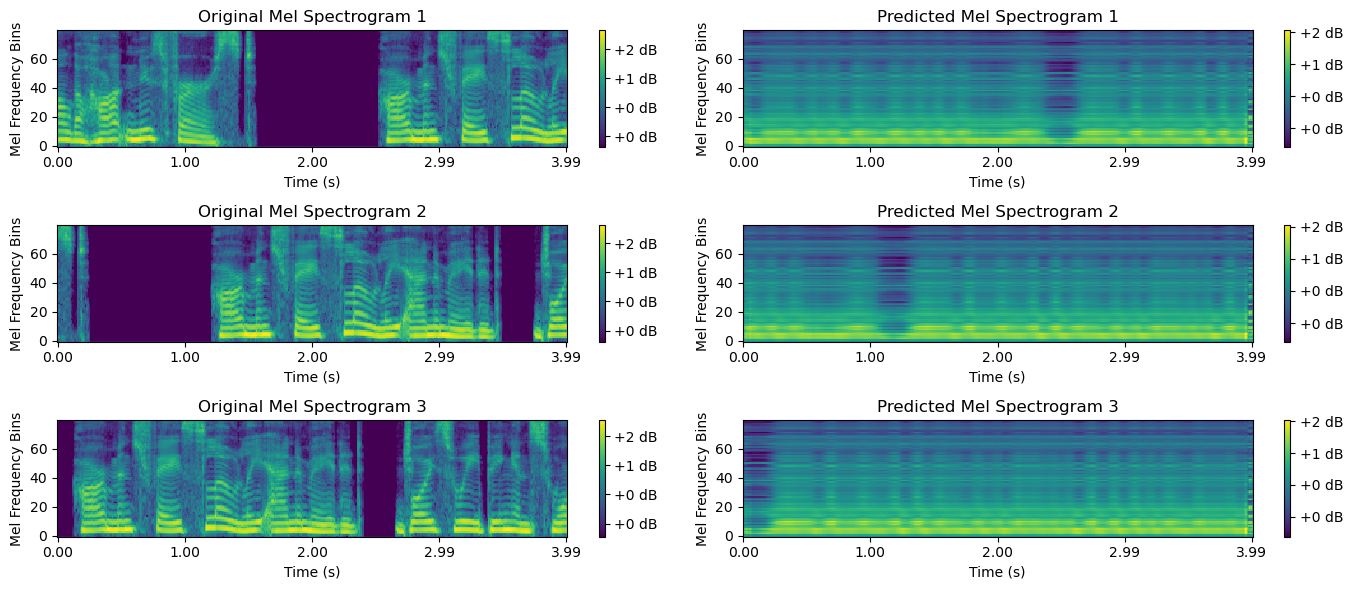 Original Mel Spectrogram 1
Predicted Mel Spectrogram 1
Mel Frequency Bins
60
40
20
0
0.00 1.00 2.00 2.99 3.99
Time (s)
+2 dB
+1 dB
+0 dB
+0 dB
Mel Frequency Bins
60
40
20
0
0.00 1.00 2.00 2.99 3.99
Time (s)
+2 dB
+1 dB
+0 dB
+0 dB
Original Mel Spectrogram 2
Predicted Mel Spectrogram 2
Mel Frequency Bins
60
40
20
0
0.00 1.00 2.00 2.99 3.99
Time (s)
+2 dB
+1 dB
+0 dB
+0 dB
Mel Frequency Bins
60
40
20
0
0.00 1.00 2.00 2.99 3.99
Time (s)
+2 dB
+1 dB
+0 dB
+0 dB
Original Mel Spectrogram 3
Predicted Mel Spectrogram 3
Mel Frequency Bins
60
40
20
0
0.00 1.00 2.00 2.99 3.99
Time (s)
+2 dB
+1 dB
+0 dB
+0 dB
Mel Frequency Bins
60
40
20
0
0.00 1.00 2.00 2.99 3.99
Time (s)
+2 dB
+1 dB
+0 dB
+0 dB